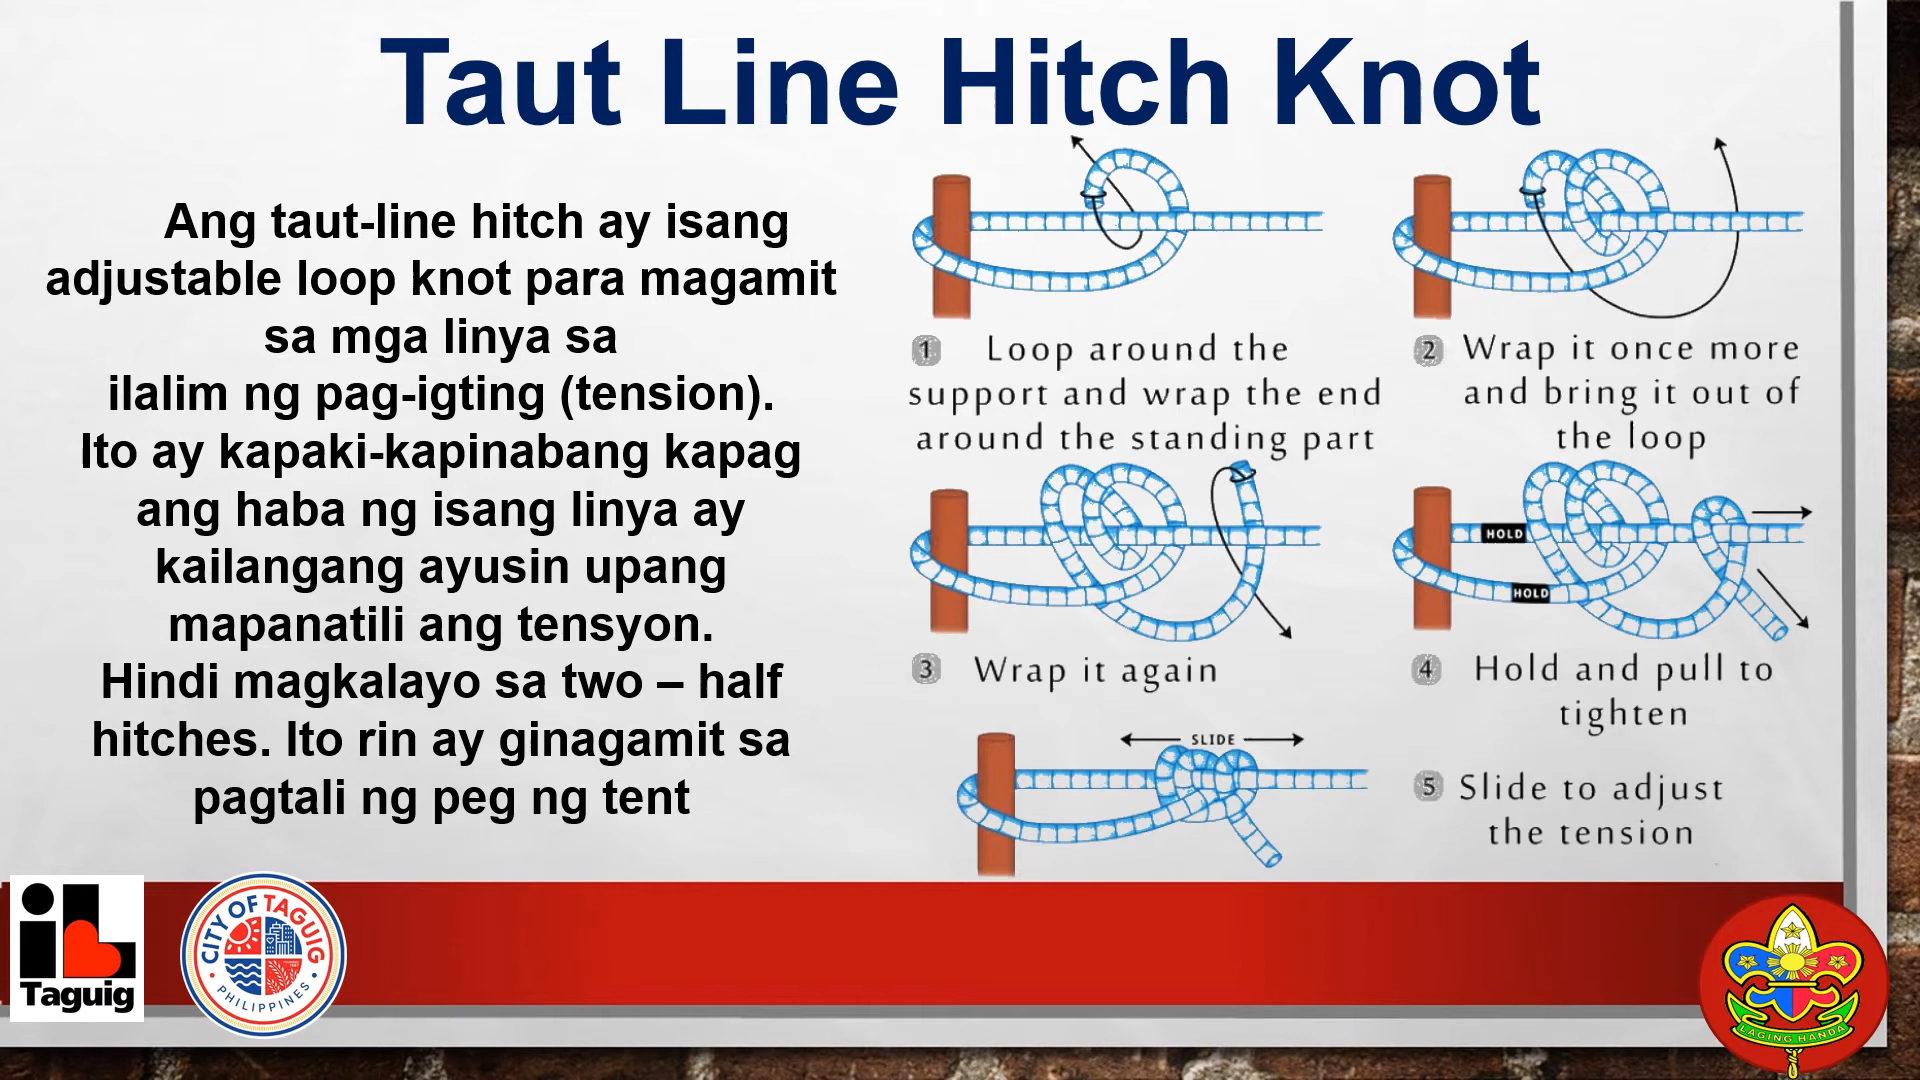 Taut Line Hitch Knot
Ang taut-line hitch ay isang
adjustable loop knot para magamit
sa mga linya sa
ilalim ng pag-igting (tension).
Ito ay kapaki-kapinabang kapag
ang haba ng isang linya ay
kailangang ayusin upang
mapanatili ang tensyon.
Hindi magkalayo sa two – half
hitches. Ito rin ay ginagamit sa
pagtali ng peg ng tent
1 Loop around the
support and wrap the end
around the standing part
2 Wrap it once more
and bring it out of
the loop
3 Wrap it again
HOLD
HOLD
4 Hold and pull to
tighten
SLIDE
5 Slide to adjust
the tension
iL
Taguig
CITY OF TAGUIG
PHILIPPINES
LAGING HANDA